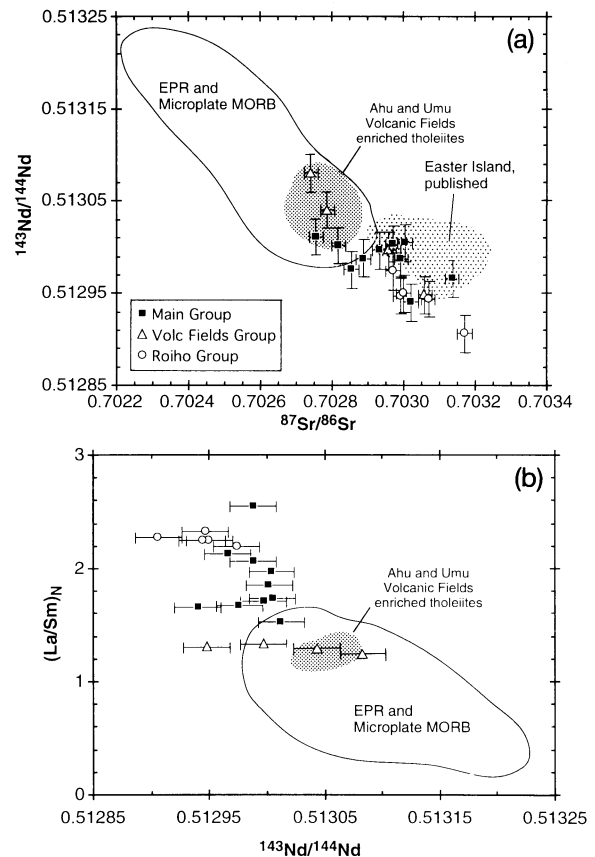 (a)
0.51325
0.51315
0.51305
0.51295
0.51285
143Nd/144Nd
EPR and
Microplate MORB
Ahu and Umu
Volcanic Fields
enriched tholeiites
Easter Island,
published
Main Group
Volc Fields Group
Roiho Group
0.7022 0.7024 0.7026 0.7028 0.7030 0.7032 0.7034
87Sr/86Sr
(b)
3
2
1
0
(La/Sm)N
Ahu and Umu
Volcanic Fields
enriched tholeiites
EPR and
Microplate MORB
0.51285 0.51295 0.51305 0.51315 0.51325
143Nd/144Nd